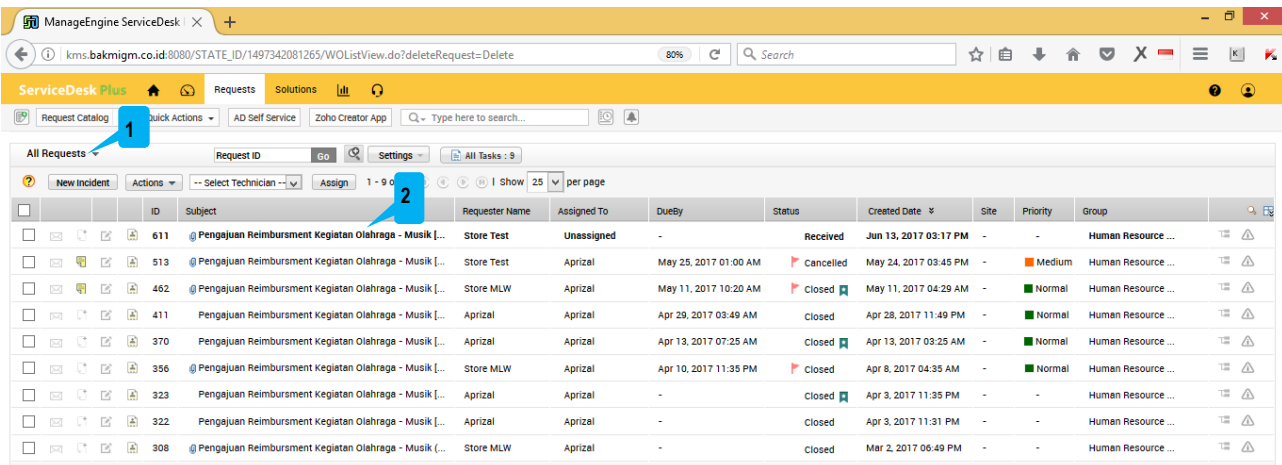 ManageEngine ServiceDesk
kms.bakmigm.co.id:8080/STATE_ID/1497342081265/WOListView.do?deleteRequest=Delete 80% Search
ServiceDesk Plus Requests Solutions
Request Catalog Quick Actions AD Self Service Zoho Creator App Type here to search...
1
All Requests Request ID Go Settings All Tasks : 9
New Incident Actions -- Select Technician -- Assign 1 - 9 Show 25 per page
2
ID Subject Requester Name Assigned To DueBy Status Created Date Site Priority Group
611 Pengajuan Reimbursment Kegiatan Olahraga - Musik [... Store Test Unassigned - Received Jun 13, 2017 03:17 PM - - Human Resource ...
513 Pengajuan Reimbursment Kegiatan Olahraga - Musik [... Store Test Aprizal May 25, 2017 01:00 AM Cancelled May 24, 2017 03:45 PM - Medium Human Resource ...
462 Pengajuan Reimbursment Kegiatan Olahraga - Musik [... Store MLW Aprizal May 11, 2017 10:20 AM Closed May 11, 2017 04:29 AM - Normal Human Resource ...
411 Pengajuan Reimbursment Kegiatan Olahraga - Musik [... Aprizal Aprizal Apr 29, 2017 03:49 AM Closed Apr 28, 2017 11:49 PM - Normal Human Resource ...
370 Pengajuan Reimbursment Kegiatan Olahraga - Musik [... Aprizal Aprizal Apr 13, 2017 07:25 AM Closed Apr 13, 2017 03:25 AM - Normal Human Resource ...
356 Pengajuan Reimbursment Kegiatan Olahraga - Musik [... Aprizal Aprizal Apr 10, 2017 11:35 PM Closed Apr 8, 2017 04:35 AM - Normal Human Resource ...
323 Pengajuan Reimbursment Kegiatan Olahraga - Musik [... Aprizal Aprizal - Closed Apr 3, 2017 11:35 PM - - Human Resource ...
322 Pengajuan Reimbursment Kegiatan Olahraga - Musik [... Aprizal Aprizal - Closed Apr 3, 2017 11:31 PM - - Human Resource ...
308 Pengajuan Reimbursment Kegiatan Olahraga - Musik (... Store MLW Aprizal - Closed Mar 2, 2017 06:49 PM - - Human Resource ...